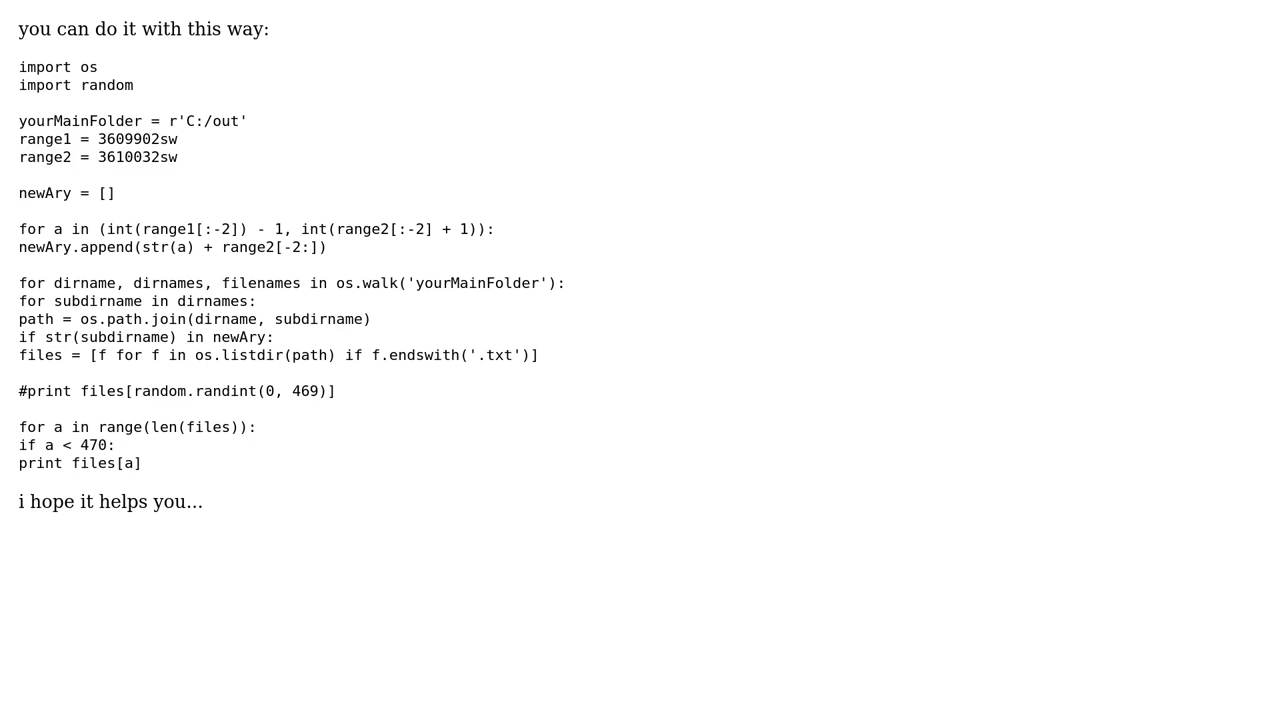 you can do it with this way:
import os
import random
yourMainFolder = r'C:/out'
range1 = 3609902sw
range2 = 3610032sw
newAry = []
for a in (int(range1[:-2]) - 1, int(range2[:-2] + 1)):
newAry.append(str(a) + range2[-2:])
for dirname, dirnames, filenames in os.walk('yourMainFolder'):
for subdirname in dirnames:
path = os.path.join(dirname, subdirname)
if str(subdirname) in newAry:
files = [f for f in os.listdir(path) if f.endswith('.txt')]
#print files[random.randint(0, 469)]
for a in range(len(files)):
if a < 470:
print files[a]
i hope it helps you...